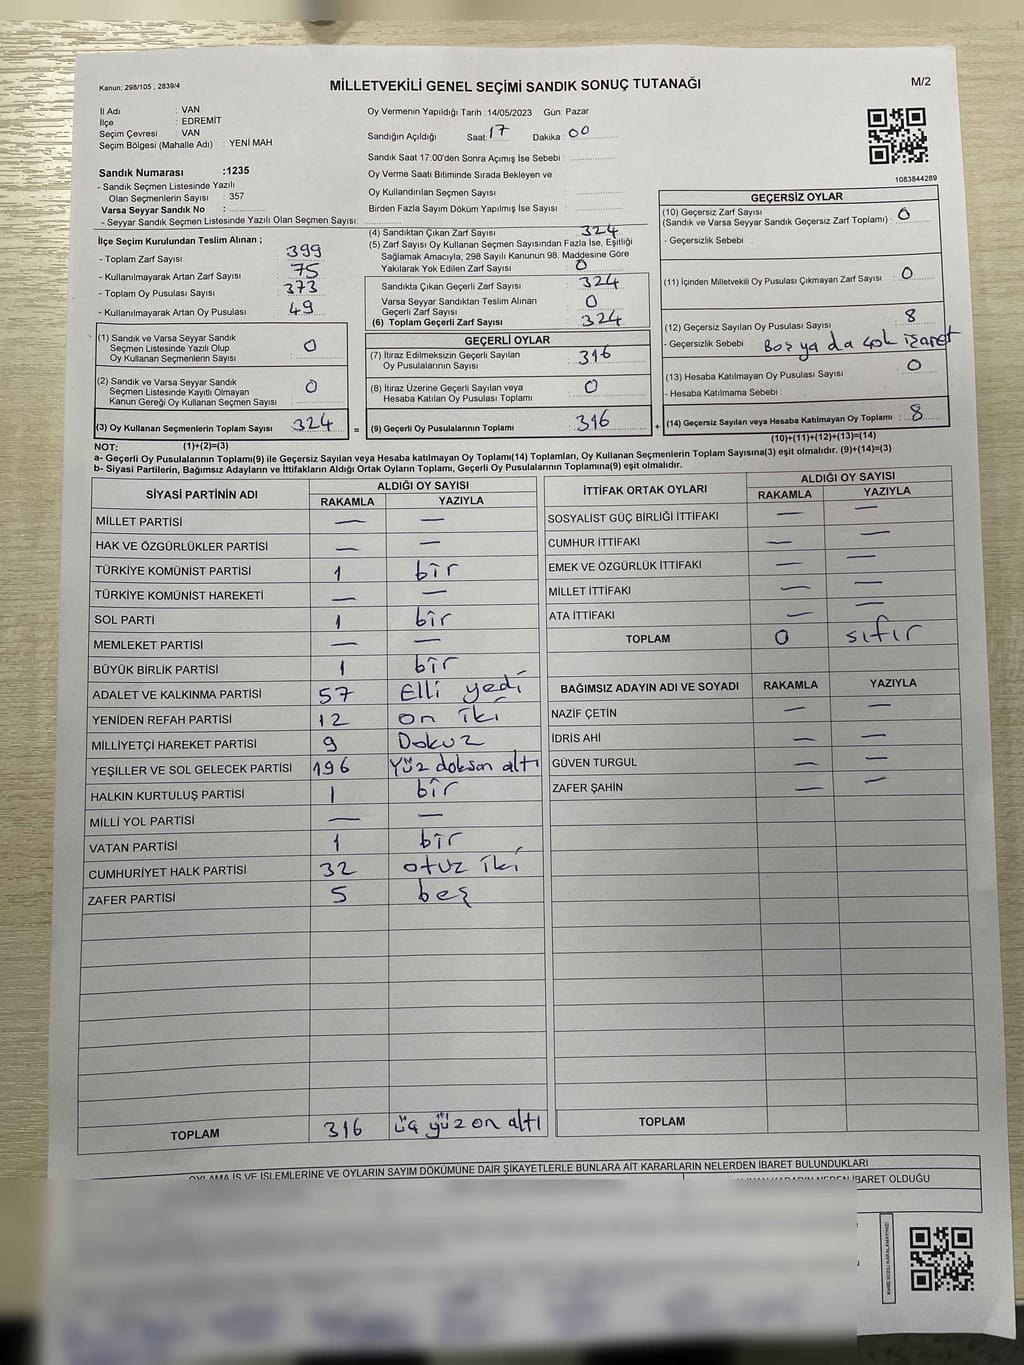 Kanun; 298/105 , 2839/4
MİLLETVEKİLİ GENEL SEÇİMİ SANDIK SONUÇ TUTANAĞI
M/2
İl Adı : VAN
İlçe : EDREMIT
Seçim Çevresi : VAN
Seçim Bölgesi (Mahalle Adı) : YENİ MAH.
Oy Vermenin Yapıldığı Tarih :14/05/2023 Gün: Pazar
Sandığın Açıldığı Saat: 17 Dakika : 00
Sandık Saat 17:00'den Sonra Açımış İse Sebebi :
Oy Verme Saati Bitiminde Sırada Bekleyen ve
Oy Kullandırılan Seçmen Sayısı :
Birden Fazla Sayım Döküm Yapılmış İse Sayısı :
1083844289
Sandık Numarası :1235
- Sandık Seçmen Listesinde Yazılı
Olan Seçmenlerin Sayısı : 357
Varsa Seyyar Sandık No :
- Seyyar Sandık Seçmen Listesinde Yazılı Olan Seçmen Sayısı:
İlçe Seçim Kurulundan Teslim Alınan ;
- Toplam Zarf Sayısı : 399
- Kullanılmayarak Artan Zarf Sayısı : 75
- Toplam Oy Pusulası Sayısı : 373
- Kullanılmayarak Artan Oy Pusulası : 49
(4) Sandıktan Çıkan Zarf Sayısı : 324
(5) Zarf Sayısı Oy Kullanan Seçmen Sayısından Fazla İse, Eşitliği
Sağlamak Amacıyla, 298 Sayılı Kanunun 98. Maddesine Göre
Yakılarak Yok Edilen Zarf Sayısı : 0
Sandıkta Çıkan Geçerli Zarf Sayısı : 324
Varsa Seyyar Sandıktan Teslim Alınan
Geçerli Zarf Sayısı : 0
(6) Toplam Geçerli Zarf Sayısı : 324
GEÇERSİZ OYLAR
(10) Geçersiz Zarf Sayısı
(Sandık ve Varsa Seyyar Sandık Geçersiz Zarf Toplamı) : 0
- Geçersizlik Sebebi :
(11) İçinden Milletvekili Oy Pusulası Çıkmayan Zarf Sayısı : 0
(12) Geçersiz Sayılan Oy Pusulası Sayısı : 8
- Geçersizlik Sebebi : Boş ya da çok işaret
(13) Hesaba Katılmayan Oy Pusulası Sayısı : 0
- Hesaba Katılmama Sebebi :
(14) Geçersiz Sayılan veya Hesaba Katılmayan Oy Toplamı : 8
(10)+(11)+(12)+(13)=(14)
(1) Sandık ve Varsa Seyyar Sandık
Seçmen Listesinde Yazılı Olup
Oy Kullanan Seçmenlerin Sayısı : 0
(2) Sandık ve Varsa Seyyar Sandık
Seçmen Listesinde Kayıtlı Olmayan
Kanun Gereği Oy Kullanan Seçmen Sayısı : 0
(3) Oy Kullanan Seçmenlerin Toplam Sayısı : 324
=
GEÇERLİ OYLAR
(7) İtiraz Edilmeksizin Geçerli Sayılan
Oy Pusulalarının Sayısı : 316
(8) İtiraz Üzerine Geçerli Sayılan veya
Hesaba Katılan Oy Pusulası Toplamı : 0
(9) Geçerli Oy Pusulalarının Toplamı : 316
+
NOT: (1)+(2)=(3)
a- Geçerli Oy Pusulalarının Toplamı(9) ile Geçersiz Sayılan veya Hesaba katılmayan Oy Toplamı(14) Toplamları, Oy Kullanan Seçmenlerin Toplam Sayısına(3) eşit olmalıdır. (9)+(14)=(3)
b- Siyasi Partilerin, Bağımsız Adayların ve İttifakların Aldığı Ortak Oyların Toplamı, Geçerli Oy Pusulalarının Toplamına(9) eşit olmalıdır.
SİYASİ PARTİNİN ADI ALDIĞI OY SAYISI
RAKAMLA YAZIYLA
MİLLET PARTİSİ — —
HAK VE ÖZGÜRLÜKLER PARTİSİ — —
TÜRKİYE KOMÜNİST PARTİSİ 1 bir
TÜRKİYE KOMÜNİST HAREKETİ — —
SOL PARTİ 1 bir
MEMLEKET PARTİSİ — —
BÜYÜK BİRLİK PARTİSİ 1 bir
ADALET VE KALKINMA PARTİSİ 57 Elli yedi
YENİDEN REFAH PARTİSİ 12 on iki
MİLLİYETÇİ HAREKET PARTİSİ 9 Dokuz
YEŞİLLER VE SOL GELECEK PARTİSİ 196 Yüz doksan altı
HALKIN KURTULUŞ PARTİSİ 1 bir
MİLLİ YOL PARTİSİ — —
VATAN PARTİSİ 1 bir
CUMHURİYET HALK PARTİSİ 32 otuz iki
ZAFER PARTİSİ 5 beş
TOPLAM 316 üç yüz on altı
İTTİFAK ORTAK OYLARI ALDIĞI OY SAYISI
RAKAMLA YAZIYLA
SOSYALİST GÜÇ BİRLİĞİ İTTİFAKI — —
CUMHUR İTTİFAKI — —
EMEK VE ÖZGÜRLÜK İTTİFAKI — —
MİLLET İTTİFAKI — —
ATA İTTİFAKI — —
TOPLAM 0 sıfır
BAĞIMSIZ ADAYIN ADI VE SOYADI RAKAMLA YAZIYLA
NAZİF ÇETİN — —
İDRİS AHİ — —
GÜVEN TURGUL — —
ZAFER ŞAHİN — —
TOPLAM
OYLAMA İŞ VE İŞLEMLERİNE VE OYLARIN SAYIM DÖKÜMÜNE DAİR ŞİKAYETLERLE BUNLARA AİT KARARLARIN NELERDEN İBARET BULUNDUKLARI
KARARIN NEDEN İBARET OLDUĞU